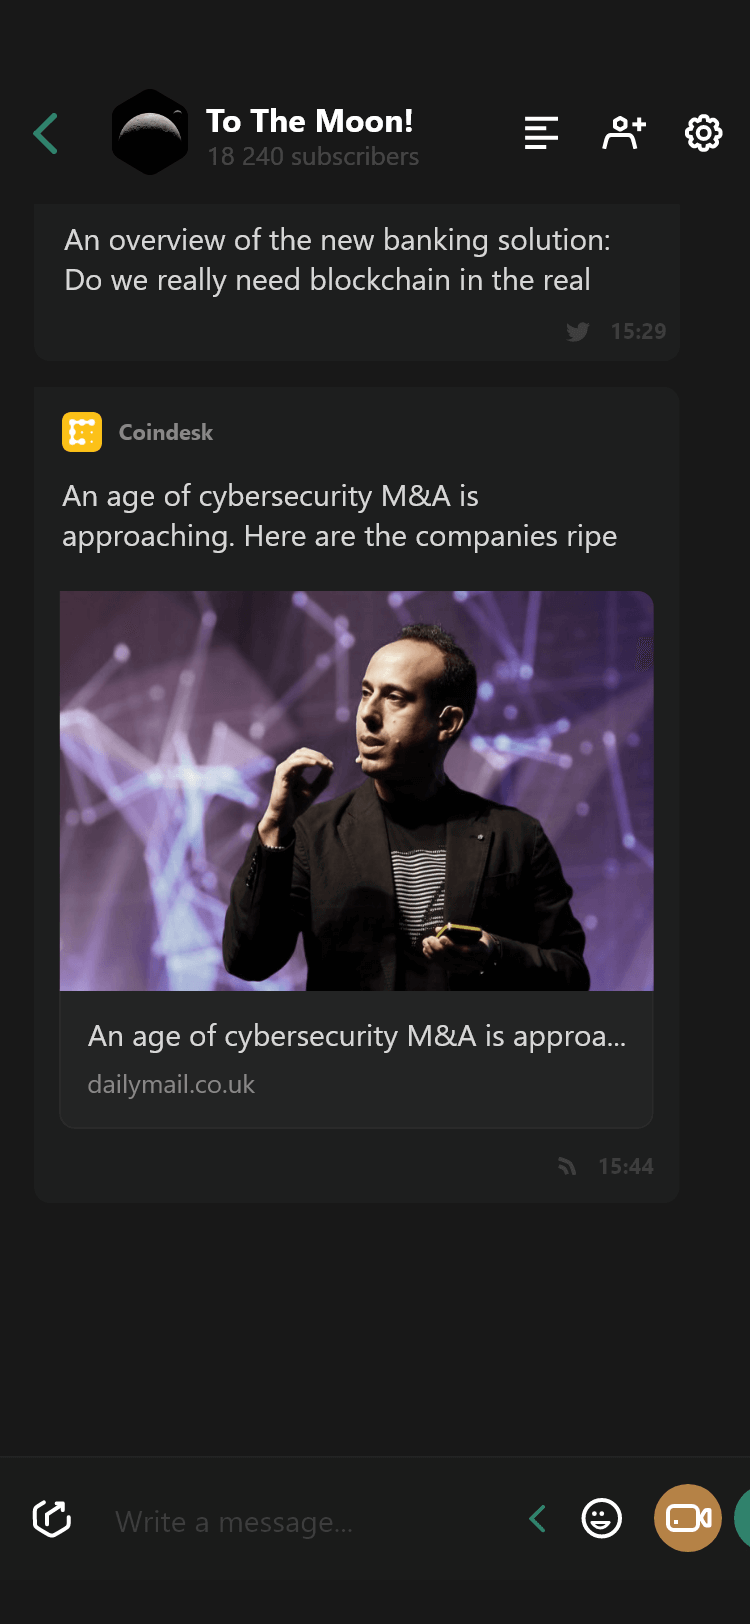 To The Moon!
18 240 subscribers
An overview of the new banking solution:
Do we really need blockchain in the real
15:29
Coindesk
An age of cybersecurity M&A is
approaching. Here are the companies ripe
An age of cybersecurity M&A is approa...
dailymail.co.uk
15:44
Write a message...